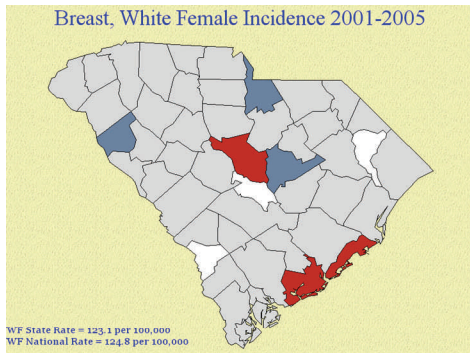 Breast, White Female Incidence 2001-2005
WF State Rate = 123.1 per 100,000
WF National Rate = 124.8 per 100,000